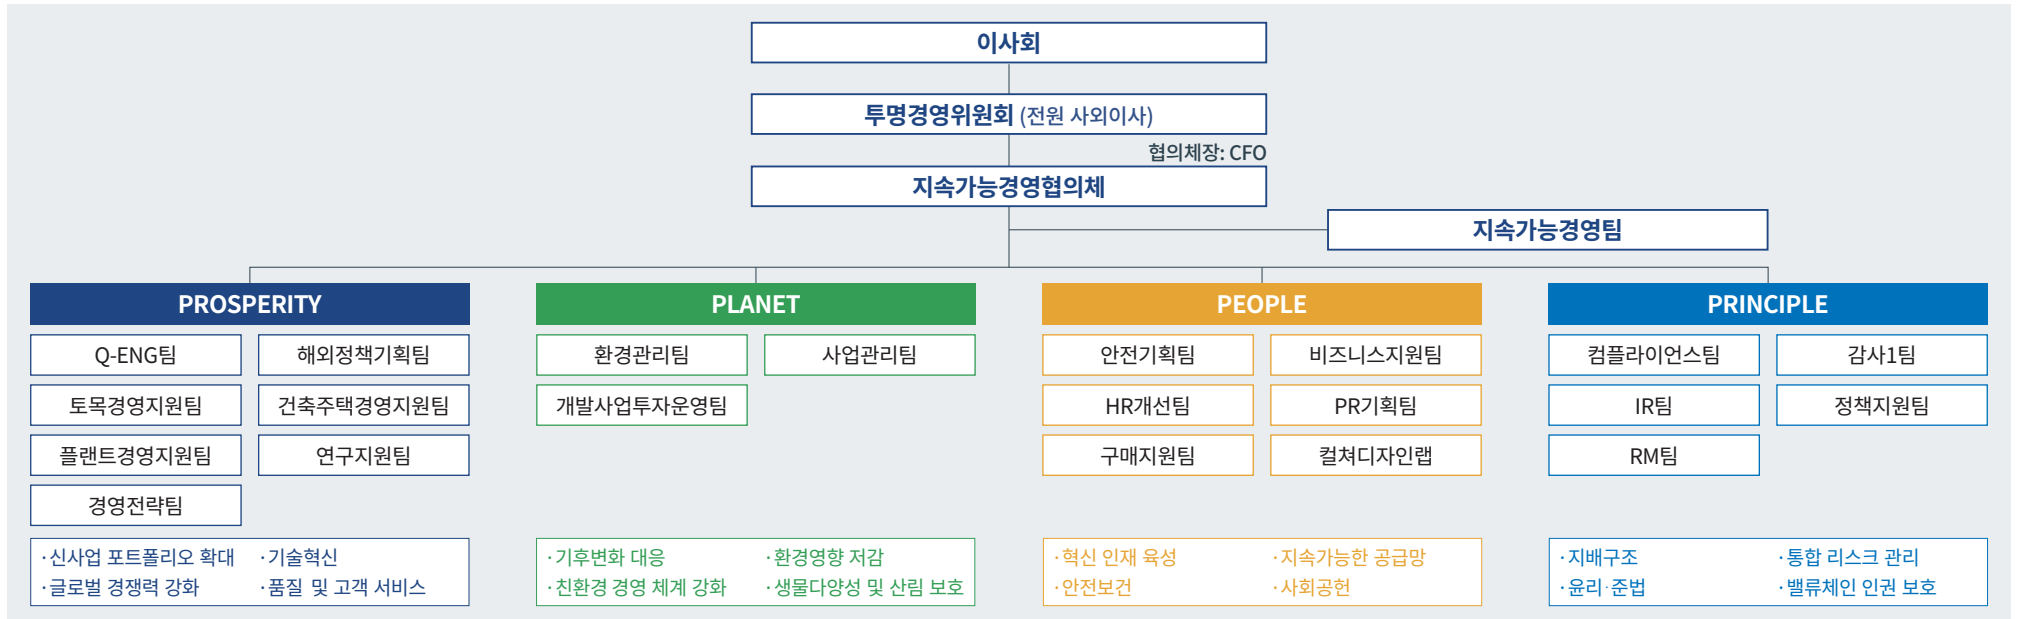 이사회
투명경영위원회 (전원 사외이사)
협의체장: CFO
지속가능경영협의체
지속가능경영팀
PROSPERITY
Q-ENG팀
해외정책기획팀
토목경영지원팀
건축주택경영지원팀
플랜트경영지원팀
연구지원팀
경영전략팀
·신사업 포트폴리오 확대
·기술혁신
·글로벌 경쟁력 강화
·품질 및 고객 서비스
PLANET
환경관리팀
사업관리팀
개발사업투자운영팀
·기후변화 대응
·환경영향 저감
·친환경 경영 체계 강화
·생물다양성 및 산림 보호
PEOPLE
안전기획팀
비즈니스지원팀
HR개선팀
PR기획팀
구매지원팀
컬쳐디자인랩
·혁신 인재 육성
·지속가능한 공급망
·안전보건
·사회공헌
PRINCIPLE
컴플라이언스팀
감사1팀
IR팀
정책지원팀
RM팀
·지배구조
·통합 리스크 관리
·윤리·준법
·밸류체인 인권 보호